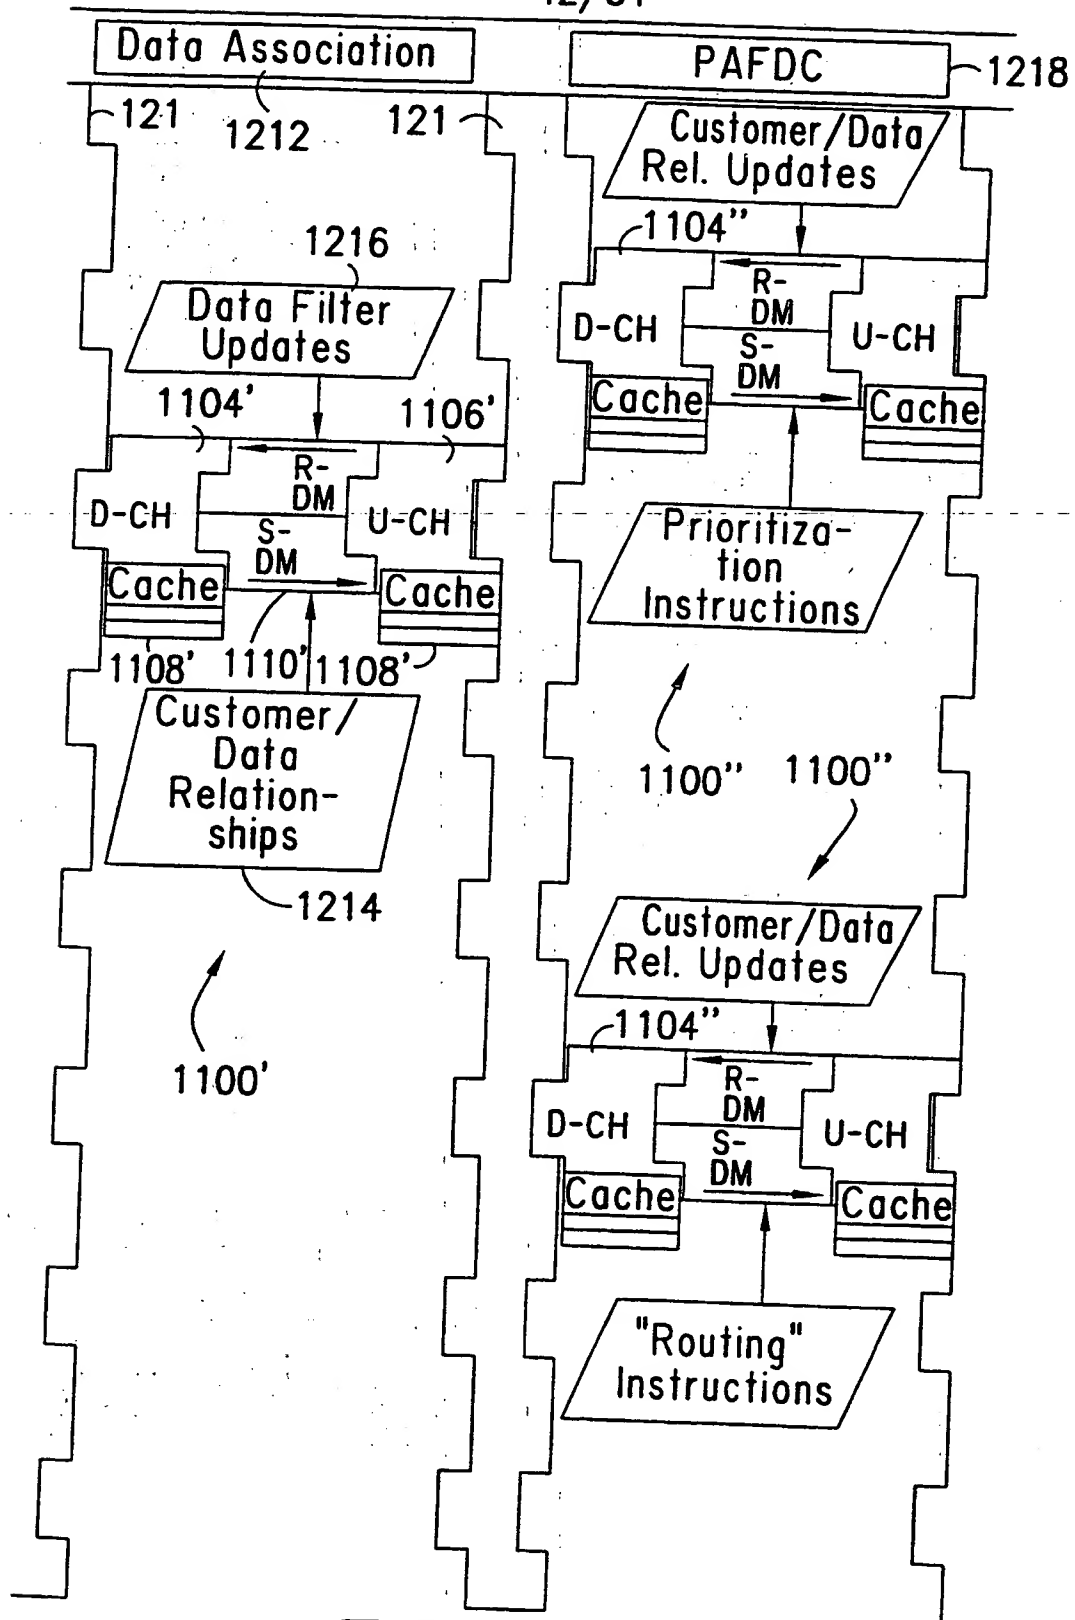 Data Association
PAFDC
1218
121
1212
121
Customer/Data
Rel. Updates
1216
Data Filter
Updates
1104'
1106'
D-CH
R-
DM
S-
DM
U-CH
Cache
Cache
1108'
1110'
1108'
Customer/
Data
Relation-
ships
1214
1100'
1104"
D-CH
R-
DM
S-
DM
U-CH
Cache
Cache
Prioritiza-
tion
Instructions
1100"
1100"
Customer/Data
Rel. Updates
1104"
D-CH
R-
DM
S-
DM
U-CH
Cache
Cache
"Routing"
Instructions